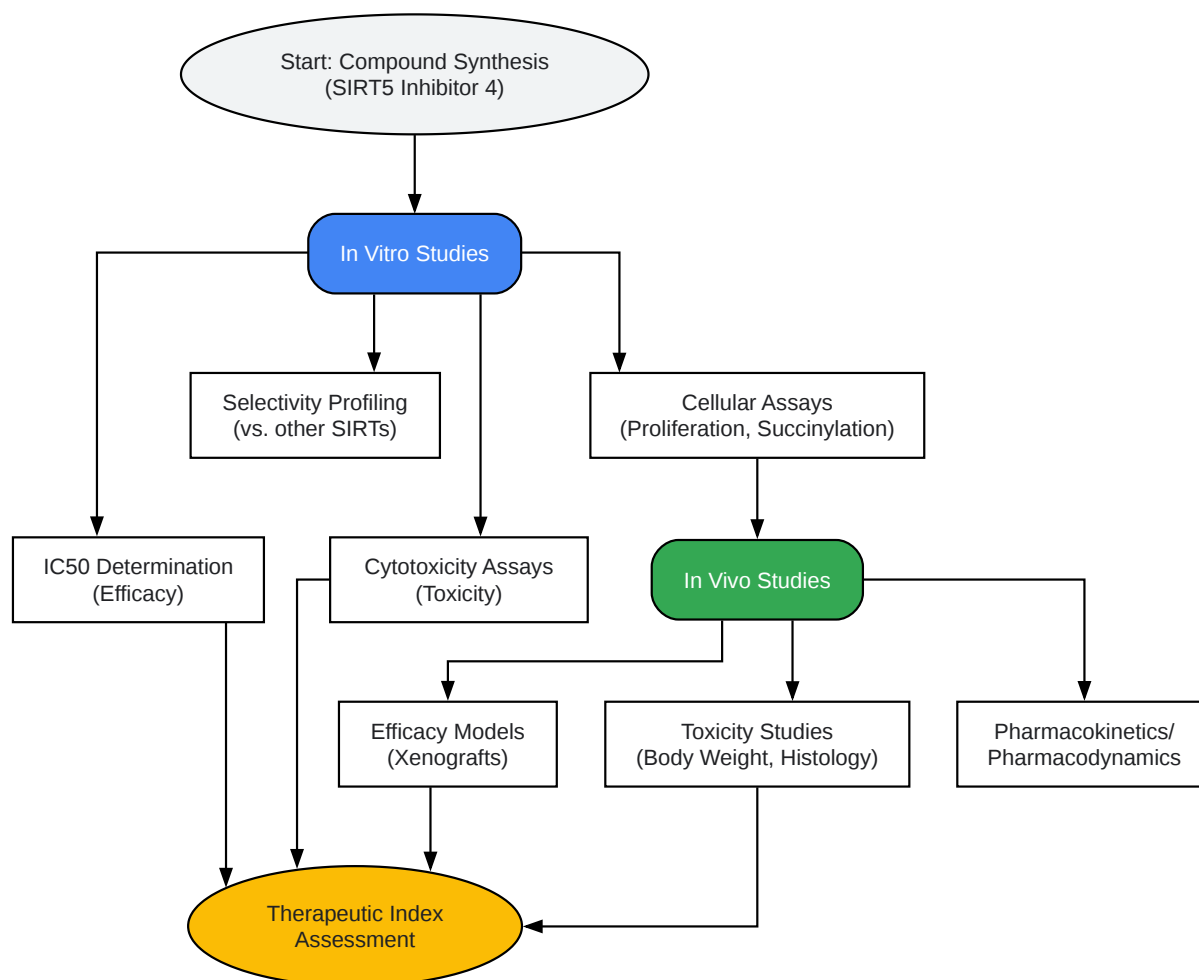 Start: Compound Synthesis
(SIRT5 Inhibitor 4)
In Vitro Studies
Selectivity Profiling
(vs. other SIRTs)
Cellular Assays
(Proliferation, Succinylation)
IC50 Determination
(Efficacy)
Cytotoxicity Assays
(Toxicity)
In Vivo Studies
Efficacy Models
(Xenografts)
Toxicity Studies
(Body Weight, Histology)
Pharmacokinetics/
Pharmacodynamics
Therapeutic Index
Assessment